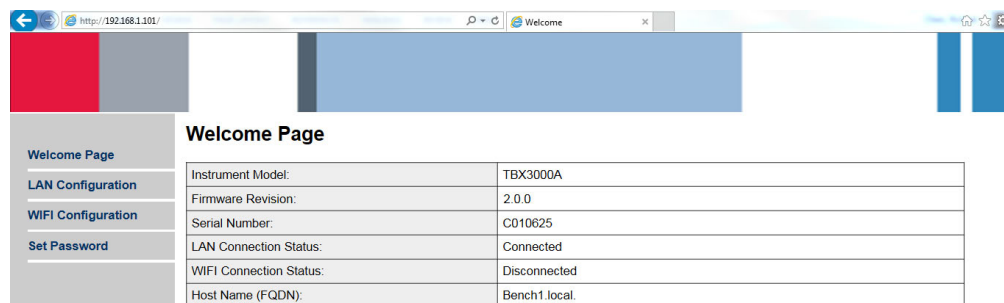 http://192.168.1.101/
Welcome
Welcome Page
LAN Configuration
WIFI Configuration
Set Password
Welcome Page
Instrument Model: TBX3000A
Firmware Revision: 2.0.0
Serial Number: C010625
LAN Connection Status: Connected
WIFI Connection Status: Disconnected
Host Name (FQDN): Bench1.local.